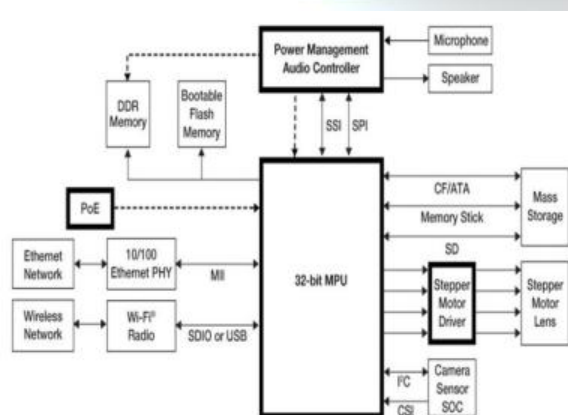 Power Management
Audio Controller
Microphone
Speaker
DDR
Memory
Bootable
Flash
Memory
SSI
SPI
PoE
CF/ATA
Memory Stick
SD
Mass
Storage
Ethernet
Network
10/100
Ethernet PHY
MII
32-bit MPU
Stepper
Motor
Driver
Stepper
Motor
Lens
Wireless
Network
Wi-Fi®
Radio
SDIO or USB
I²C
CSI
Camera
Sensor
SOC